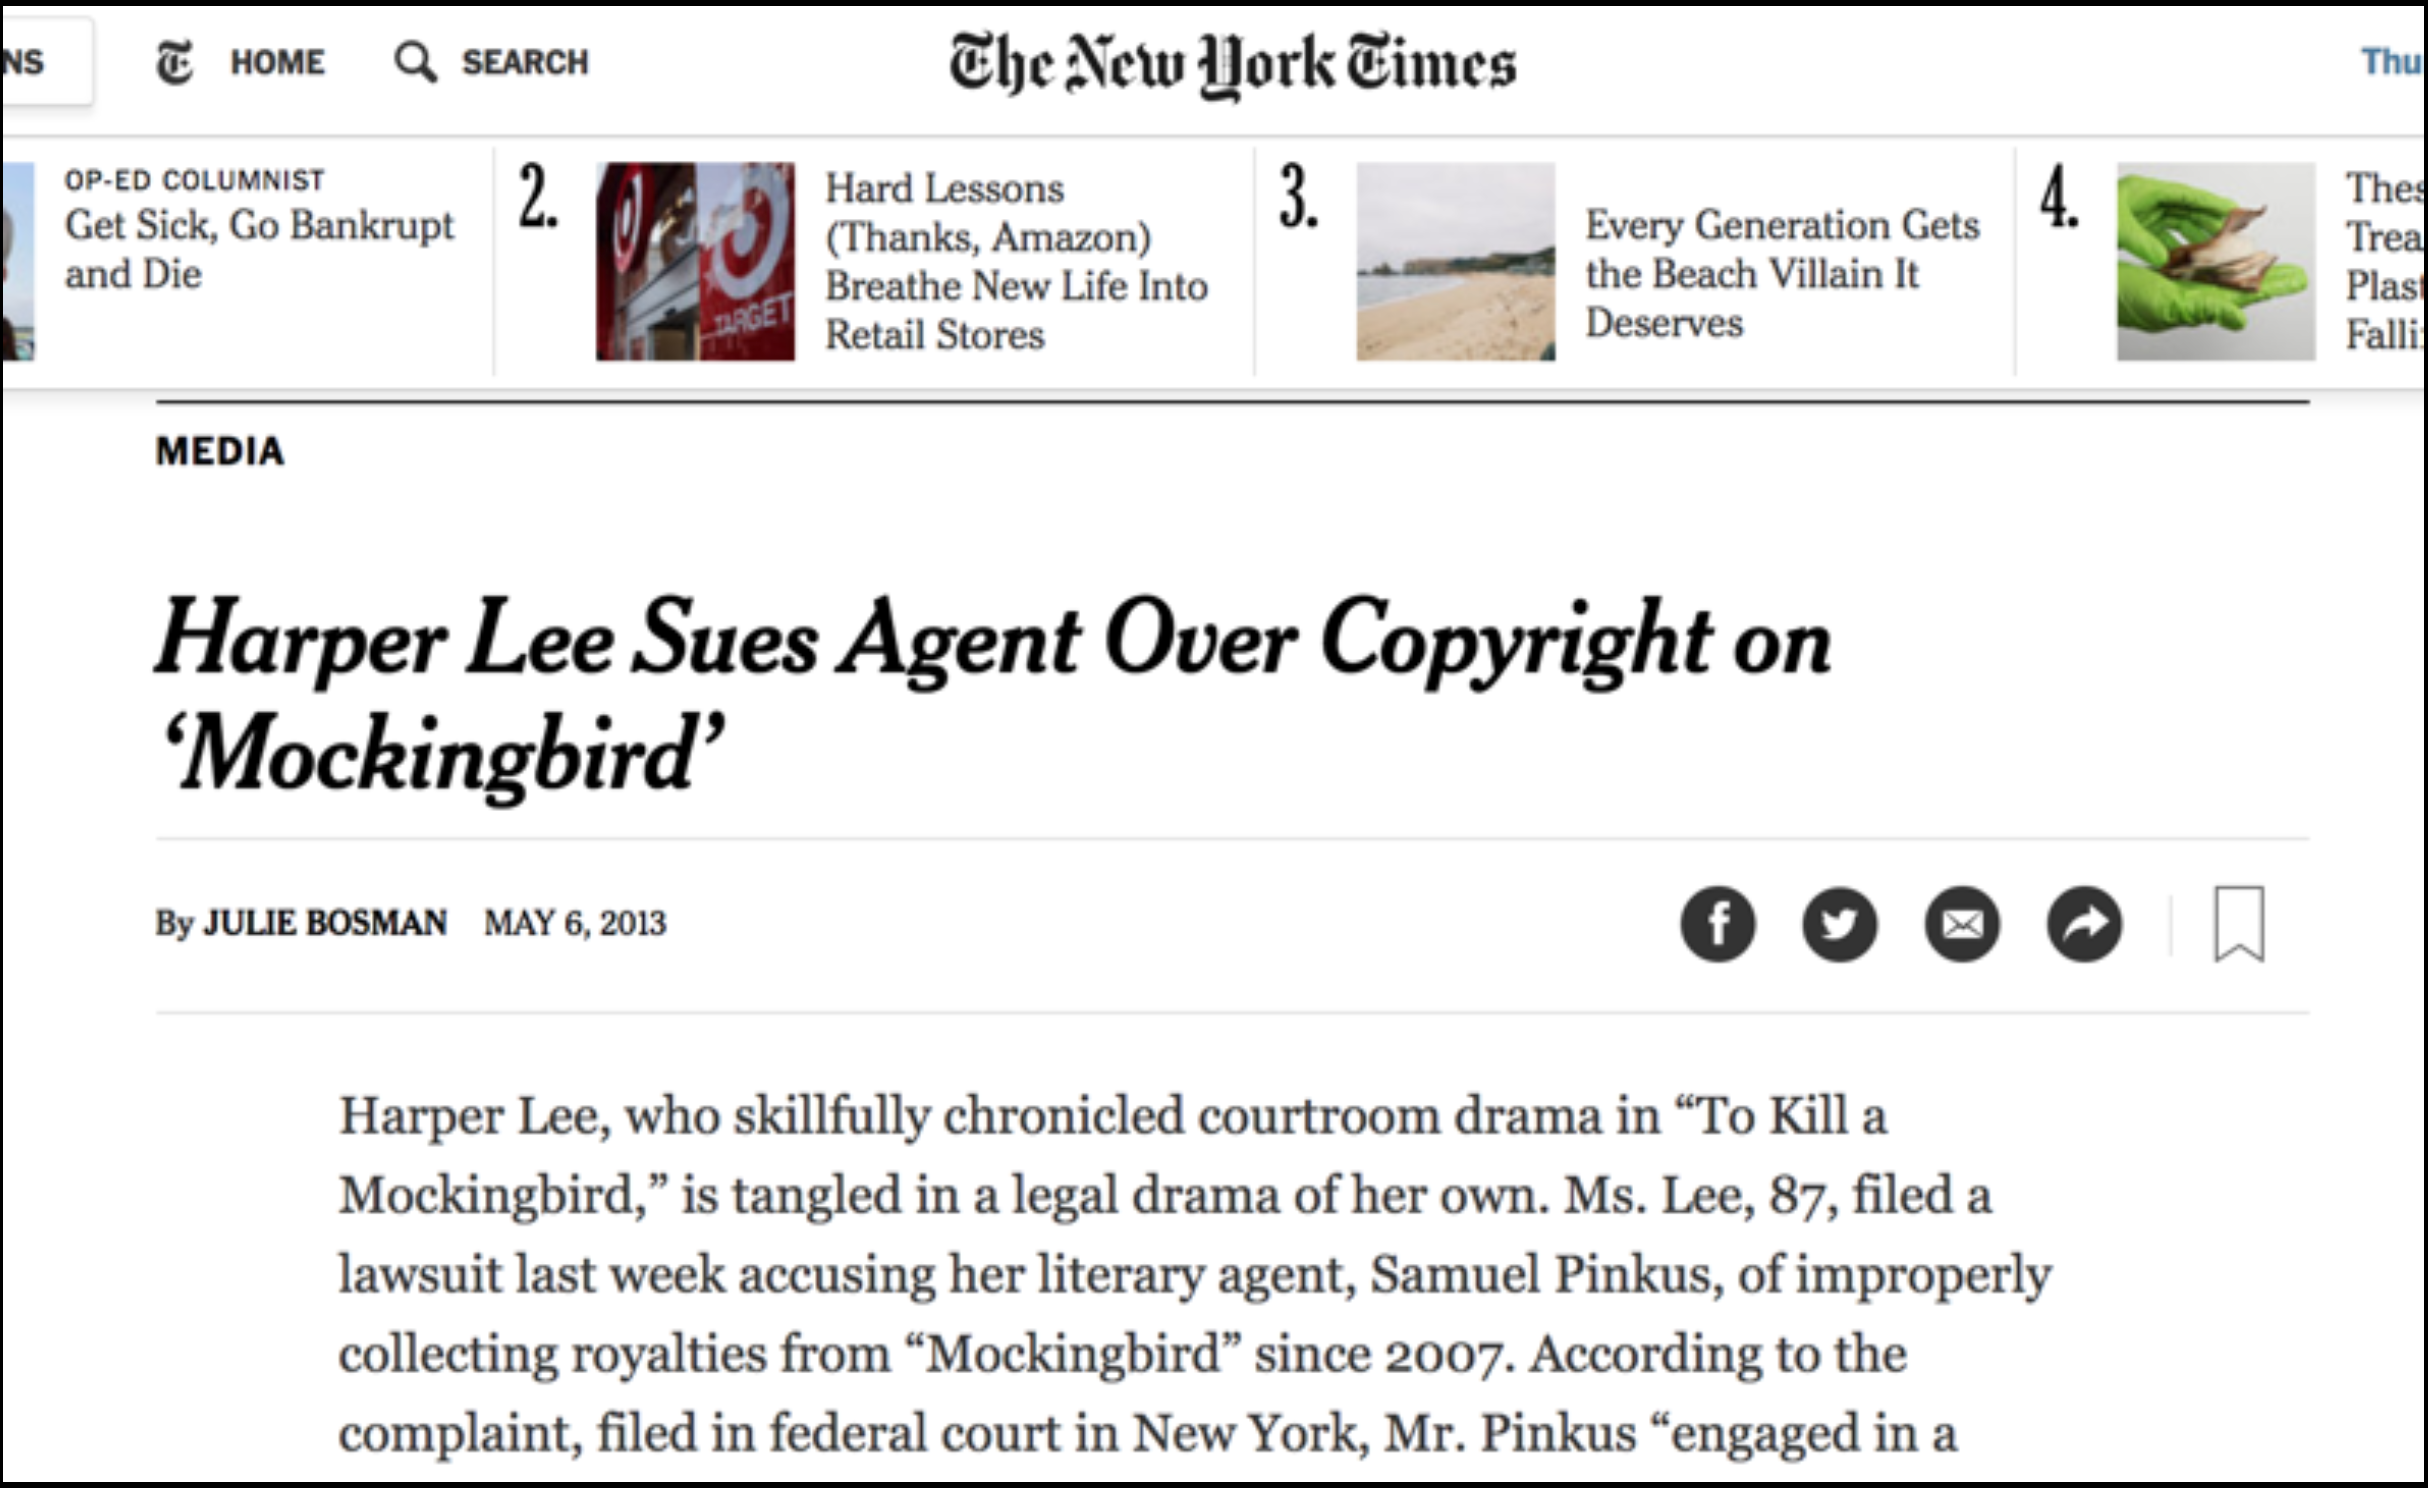 NS
HOME
SEARCH
The New York Times
Thu
OP-ED COLUMNIST
Get Sick, Go Bankrupt
and Die
2.
TARGET
Hard Lessons
(Thanks, Amazon)
Breathe New Life Into
Retail Stores
3.
Every Generation Gets
the Beach Villain It
Deserves
4.
Thes
Trea
Plast
Falli
MEDIA
Harper Lee Sues Agent Over Copyright on
‘Mockingbird’
By JULIE BOSMAN MAY 6, 2013
Harper Lee, who skillfully chronicled courtroom drama in “To Kill a
Mockingbird,” is tangled in a legal drama of her own. Ms. Lee, 87, filed a
lawsuit last week accusing her literary agent, Samuel Pinkus, of improperly
collecting royalties from “Mockingbird” since 2007. According to the
complaint, filed in federal court in New York, Mr. Pinkus “engaged in a